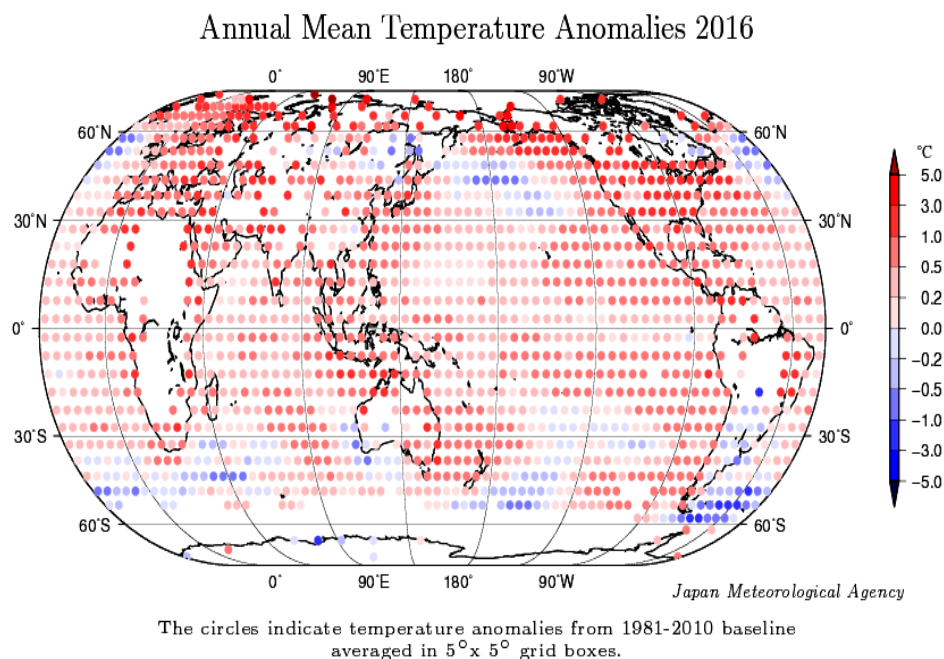 Annual Mean Temperature Anomalies 2016
0° 90°E 180° 90°W
60°N 60°N
°C
5.0
3.0
30°N 30°N
1.0
0.5
0.2
0° 0.0 0°
−0.2
−0.5
−1.0
30°S 30°S
−3.0
−5.0
60°S 60°S
0° 90°E 180° 90°W
Japan Meteorological Agency
The circles indicate temperature anomalies from 1981-2010 baseline
averaged in 5°x 5° grid boxes.